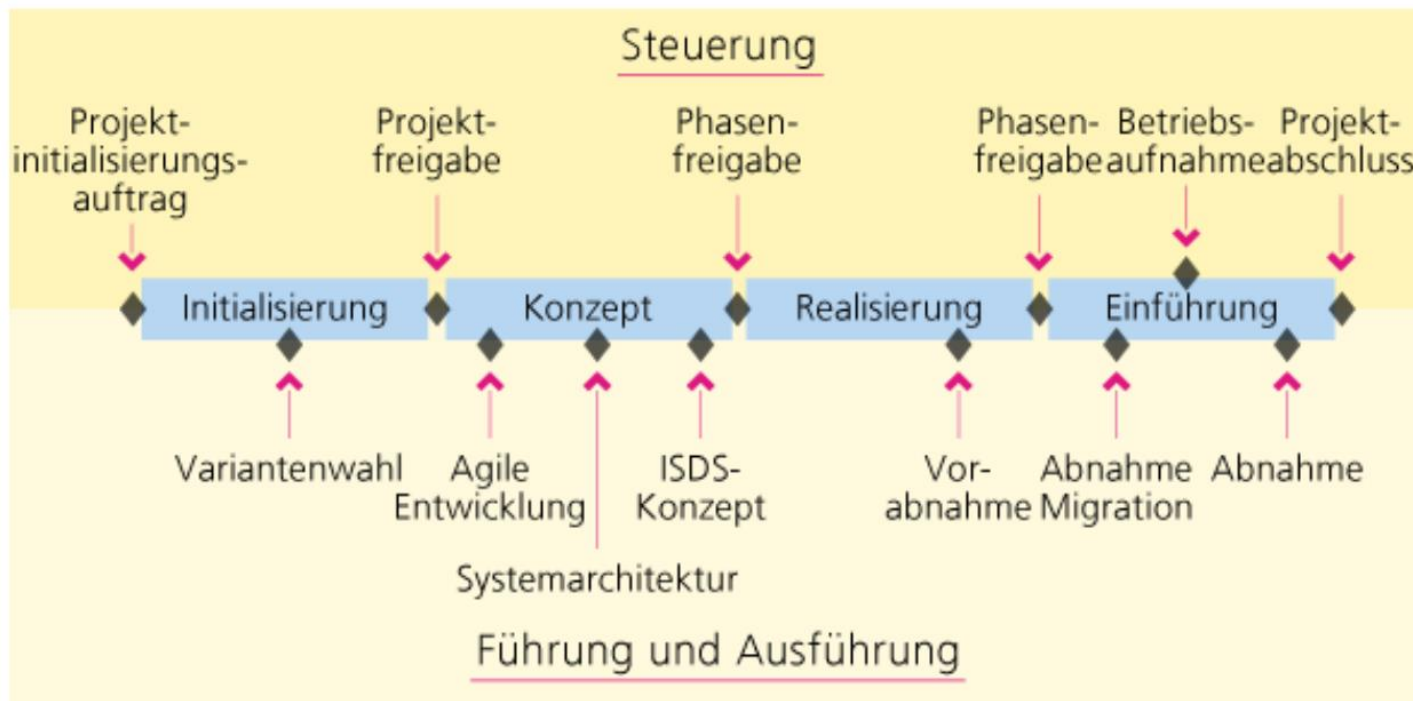 Steuerung
Projekt-
initialisierungs-
auftrag
Projekt-
freigabe
Phasen-
freigabe
Phasen-
freigabe
Betriebs-
aufnahme
Projekt-
abschluss
Initialisierung
Konzept
Realisierung
Einführung
Variantenwahl
Agile
Entwicklung
Systemarchitektur
ISDS-
Konzept
Vor-
abnahme
Abnahme
Migration
Abnahme
Führung und Ausführung